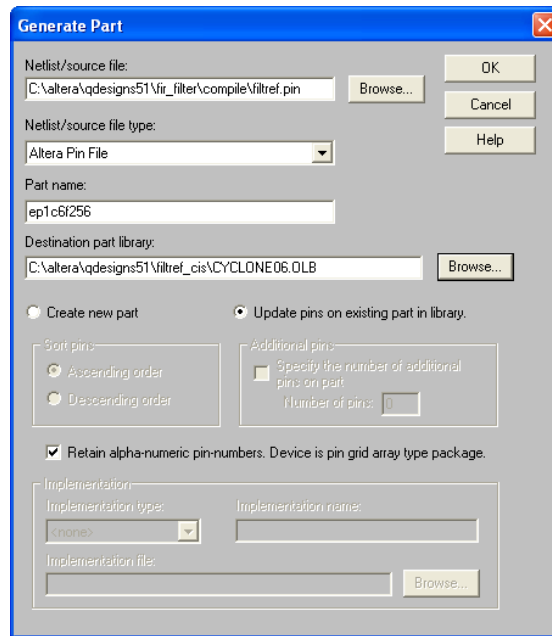 Generate Part
Netlist/source file:
C:\altera\qdesigns51\fir_filter\compile\filtref.pin
Browse...
OK
Cancel
Help
Netlist/source file type:
Altera Pin File
Part name:
ep1c6f256
Destination part library:
C:\altera\qdesigns51\filtref_cis\CYCLONE06.OLB
Browse...
Create new part
Update pins on existing part in library.
Sort pins
Ascending order
Descending order
Additional pins
Specify the number of additional
pins on part
Number of pins: 0
Retain alpha-numeric pin-numbers. Device is pin grid array type package.
Implementation
Implementation type:
<none>
Implementation name:
Implementation file:
Browse...